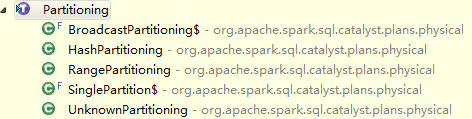 Partitioning
BroadcastPartitioning$ - org.apache.spark.sql.catalyst.plans.physical
HashPartitioning - org.apache.spark.sql.catalyst.plans.physical
RangePartitioning - org.apache.spark.sql.catalyst.plans.physical
SinglePartition$ - org.apache.spark.sql.catalyst.plans.physical
UnknownPartitioning - org.apache.spark.sql.catalyst.plans.physical